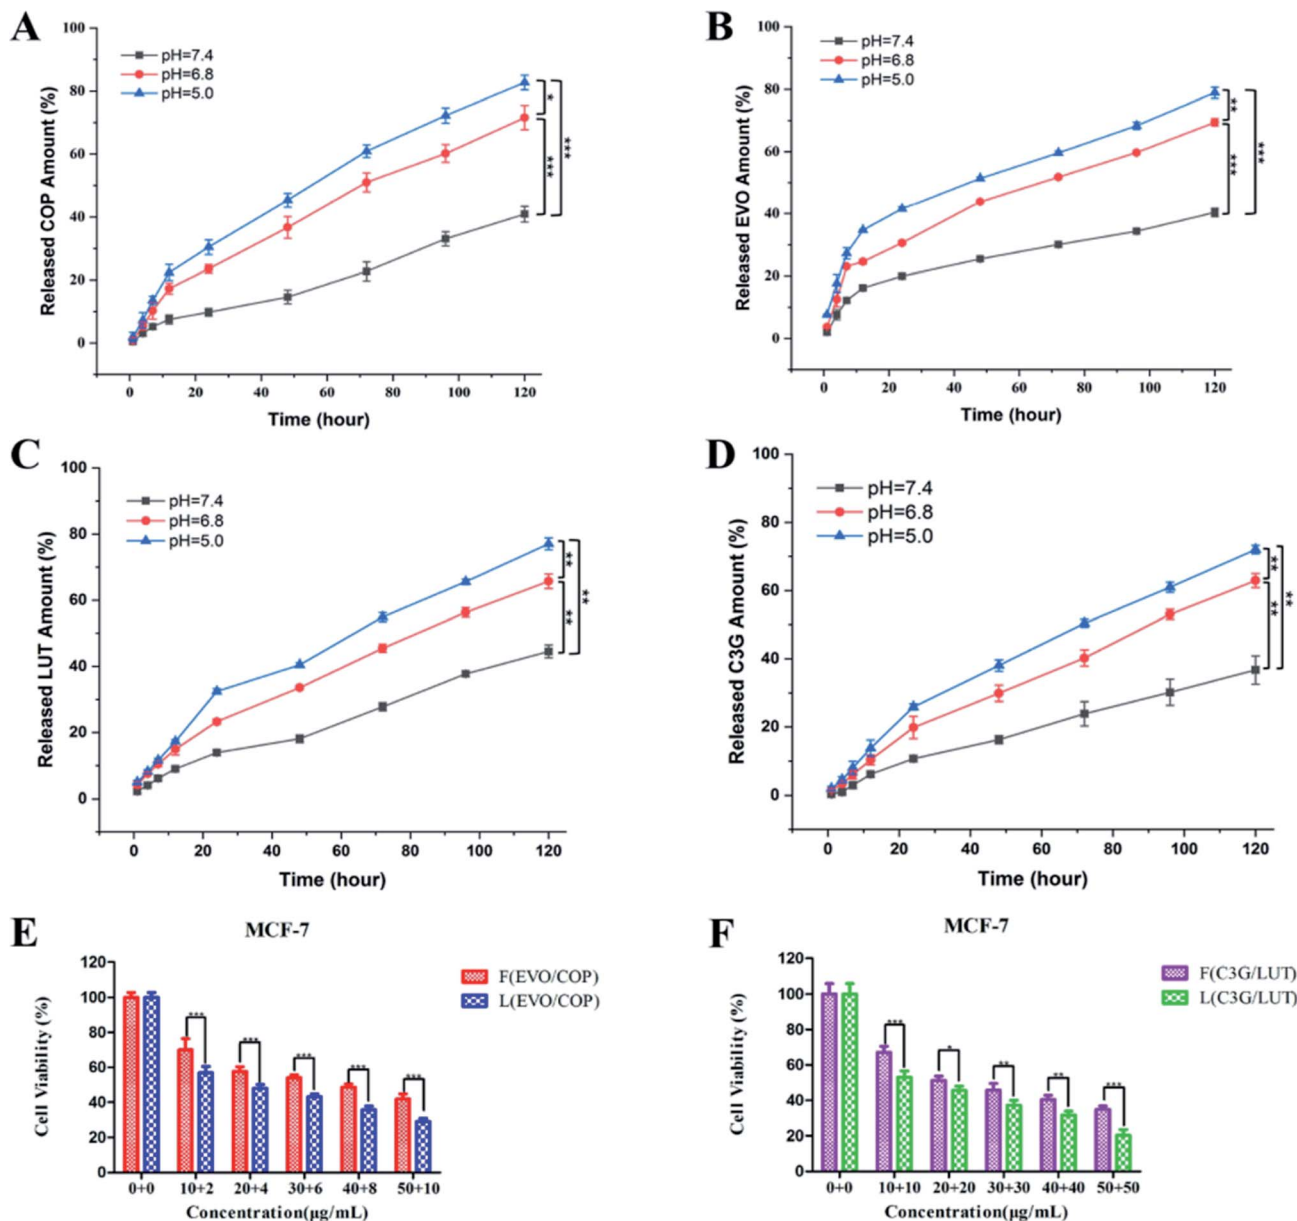 A
Released COP Amount (%)
100
80
60
40
20
0
pH=7.4
pH=6.8
pH=5.0
*
***
***
0 20 40 60 80 100 120
Time (hour)
B
Released EVO Amount (%)
100
80
60
40
20
0
pH=7.4
pH=6.8
pH=5.0
**
***
***
0 20 40 60 80 100 120
Time (hour)
C
Released LUT Amount (%)
100
80
60
40
20
0
pH=7.4
pH=6.8
pH=5.0
**
**
**
0 20 40 60 80 100 120
Time (hour)
D
Released C3G Amount (%)
100
80
60
40
20
0
pH=7.4
pH=6.8
pH=5.0
**
**
**
0 20 40 60 80 100 120
Time (hour)
E
MCF-7
Cell Viability (%)
120
100
80
60
40
20
0
F(EVO/COP)
L(EVO/COP)
*** *** *** *** ***
0+0 10+2 20+4 30+6 40+8 50+10
Concentration(μg/mL)
F
MCF-7
Cell Viability (%)
120
100
80
60
40
20
0
F(C3G/LUT)
L(C3G/LUT)
*** * ** ** ***
0+0 10+10 20+20 30+30 40+40 50+50
Concentration(μg/mL)